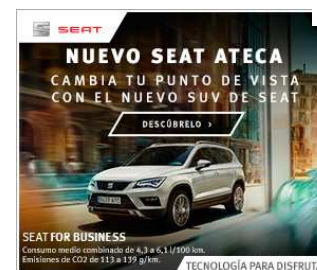 SEAT
NUEVO SEAT ATECA
CAMBIA TU PUNTO DE VISTA
CON EL NUEVO SUV DE SEAT
DESCÚBRELO >
SEAT FOR BUSINESS
Consumo medio combinado de 4,3 a 6,1 l/100 km.
Emisiones de CO2 de 113 a 139 g/km.
TECNOLOGÍA PARA DISFRUT